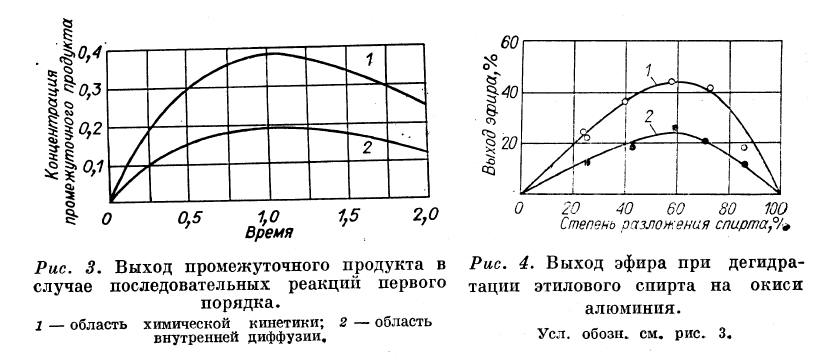 Концентрация
промежуточного продукта
0,4
0,3
0,2
0,1
1
2
0
0,5
1,0
1,5
2,0
Время
Рис. 3. Выход промежуточного продукта в
случае последовательных реакций первого
порядка.
1 — область химической кинетики; 2 — область
внутренней диффузии.
Выход эфира,%
60
40
20
1
2
0
20
40
60
80
100
Степень разложения спирта,%.
Рис. 4. Выход эфира при дегидра-
тации этилового спирта на окиси
алюминия.
Усл. обозн. см. рис. 3.